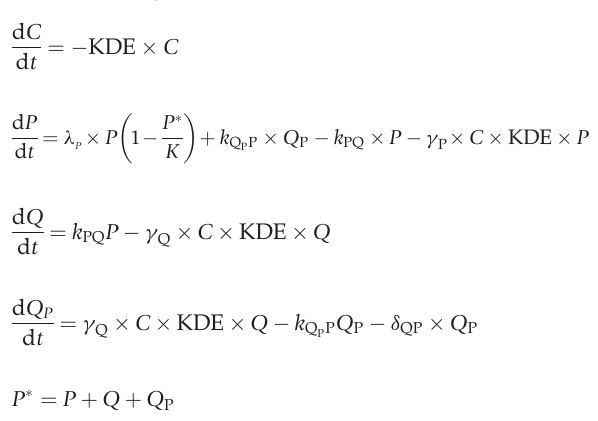 dC/dt = −KDE × C
dP/dt = λ_P × P(1 − P*/K) + k_{Q_P P} × Q_P − k_{PQ} × P − γ_P × C × KDE × P
dQ/dt = k_{PQ}P − γ_Q × C × KDE × Q
dQ_P/dt = γ_Q × C × KDE × Q − k_{Q_P P}Q_P − δ_{QP} × Q_P
P* = P + Q + Q_P